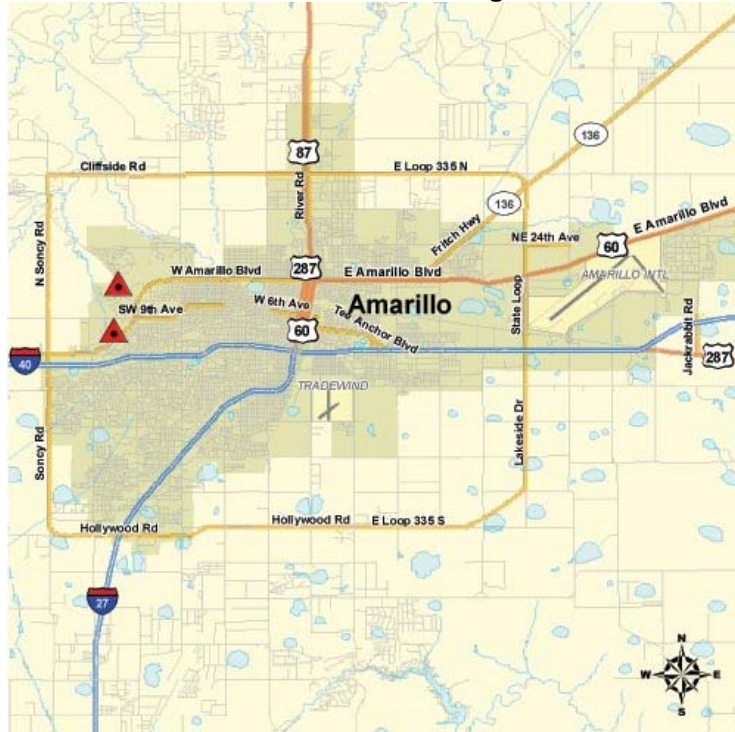 87
136
Cliffside Rd
E Loop 335 N
River Rd
136
Fritch Hwy
NE 24th Ave
60
E Amarillo Blvd
N Soncy Rd
W Amarillo Blvd
287
E Amarillo Blvd
AMARILLO INTL
SW 9th Ave
W 6th Ave
Amarillo
State Loop
60
Tee Anchor Blvd
Jackrabbit Rd
40
287
TRADEWIND
Soncy Rd
Lakeside Dr
Hollywood Rd
Hollywood Rd
E Loop 335 S
27
N
W
E
S